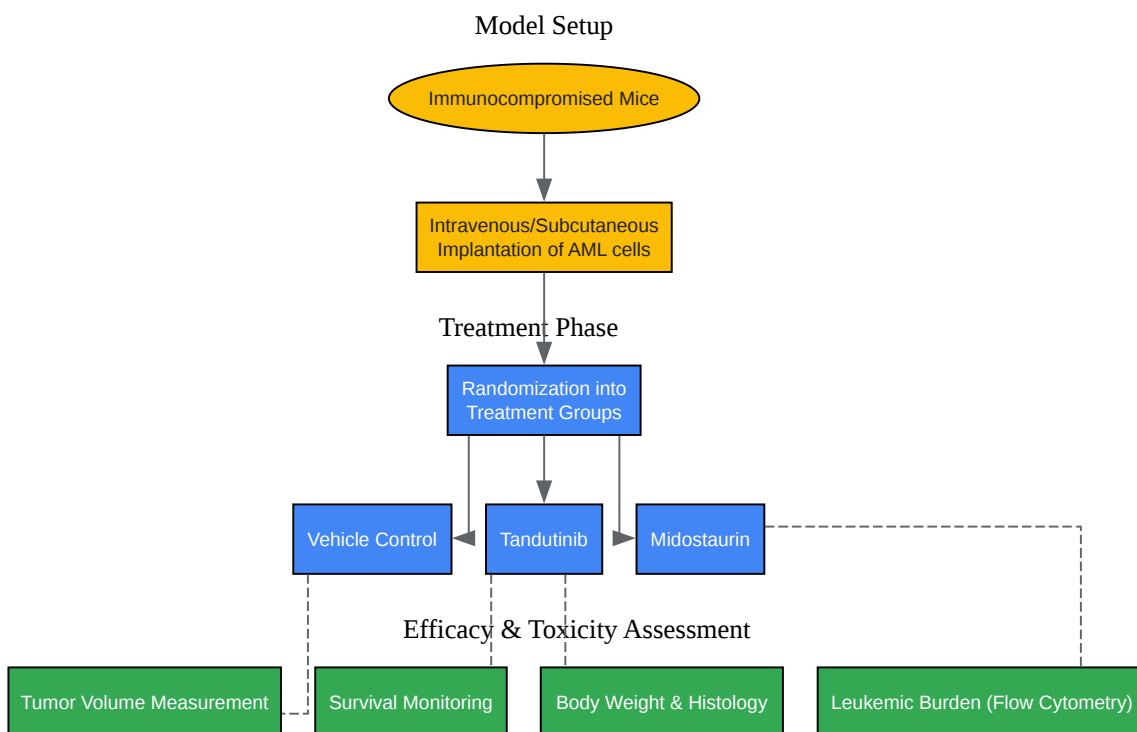 Model Setup
Immunocompromised Mice
Intravenous/Subcutaneous
Implantation of AML cells
Treatment Phase
Randomization into
Treatment Groups
Vehicle Control
Tandutinib
Midostaurin
Efficacy & Toxicity Assessment
Tumor Volume Measurement
Survival Monitoring
Body Weight & Histology
Leukemic Burden (Flow Cytometry)